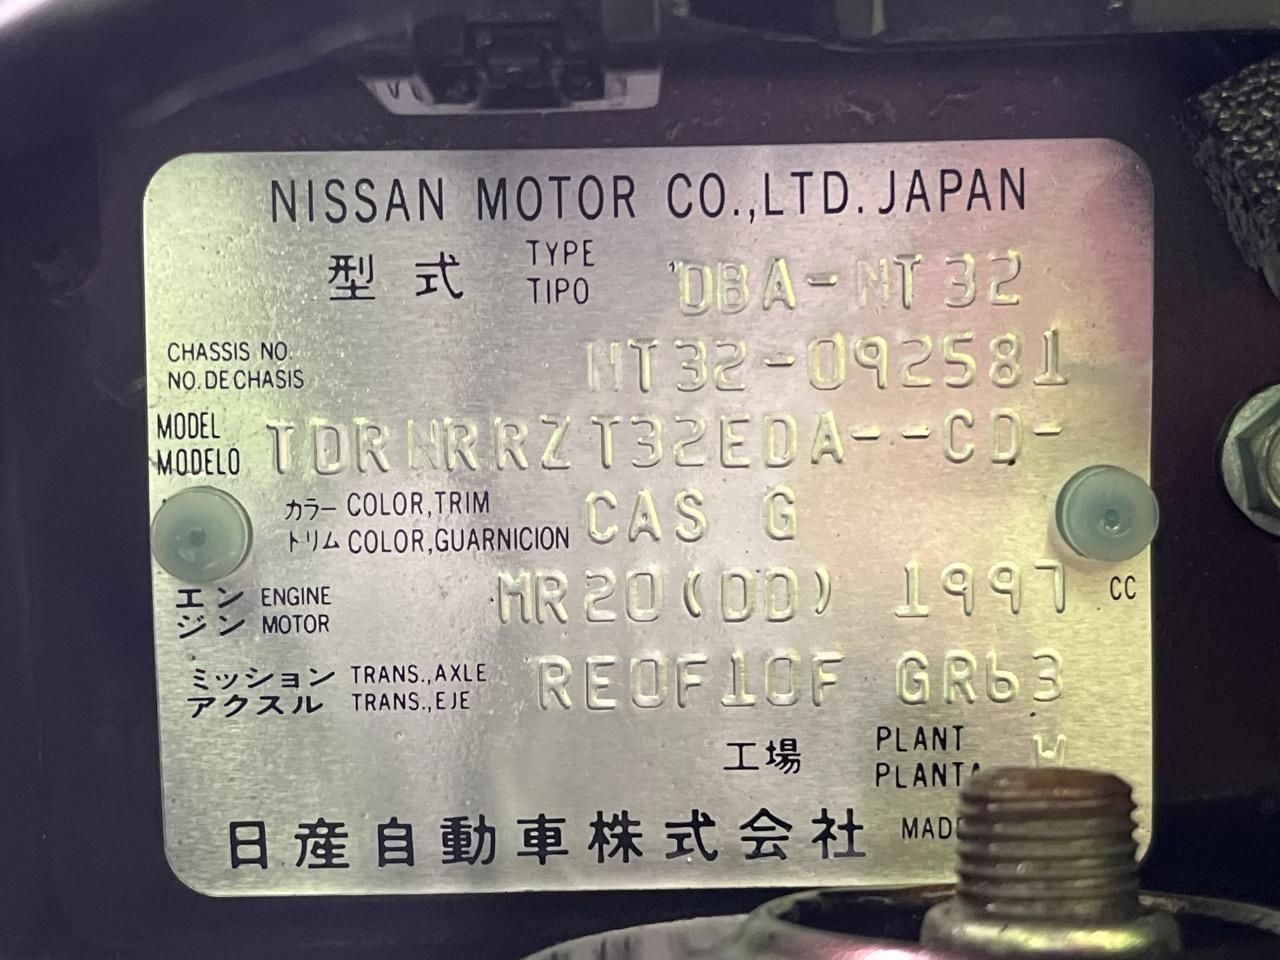 NISSAN MOTOR CO.,LTD. JAPAN
型式 TYPE TIPO DBA-NT32
CHASSIS NO. NO. DE CHASIS NT32-092581
MODEL MODELO TDRNRRZT32EDA--CD-
カラー COLOR,TRIM CAS G
トリム COLOR,GUARNICION
エンジン ENGINE MOTOR MR20(DD) 1997 CC
ミッション TRANS.,AXLE RE0F10F GR63
アクスル TRANS.,EJE
工場 PLANT W
日産自動車株式会社